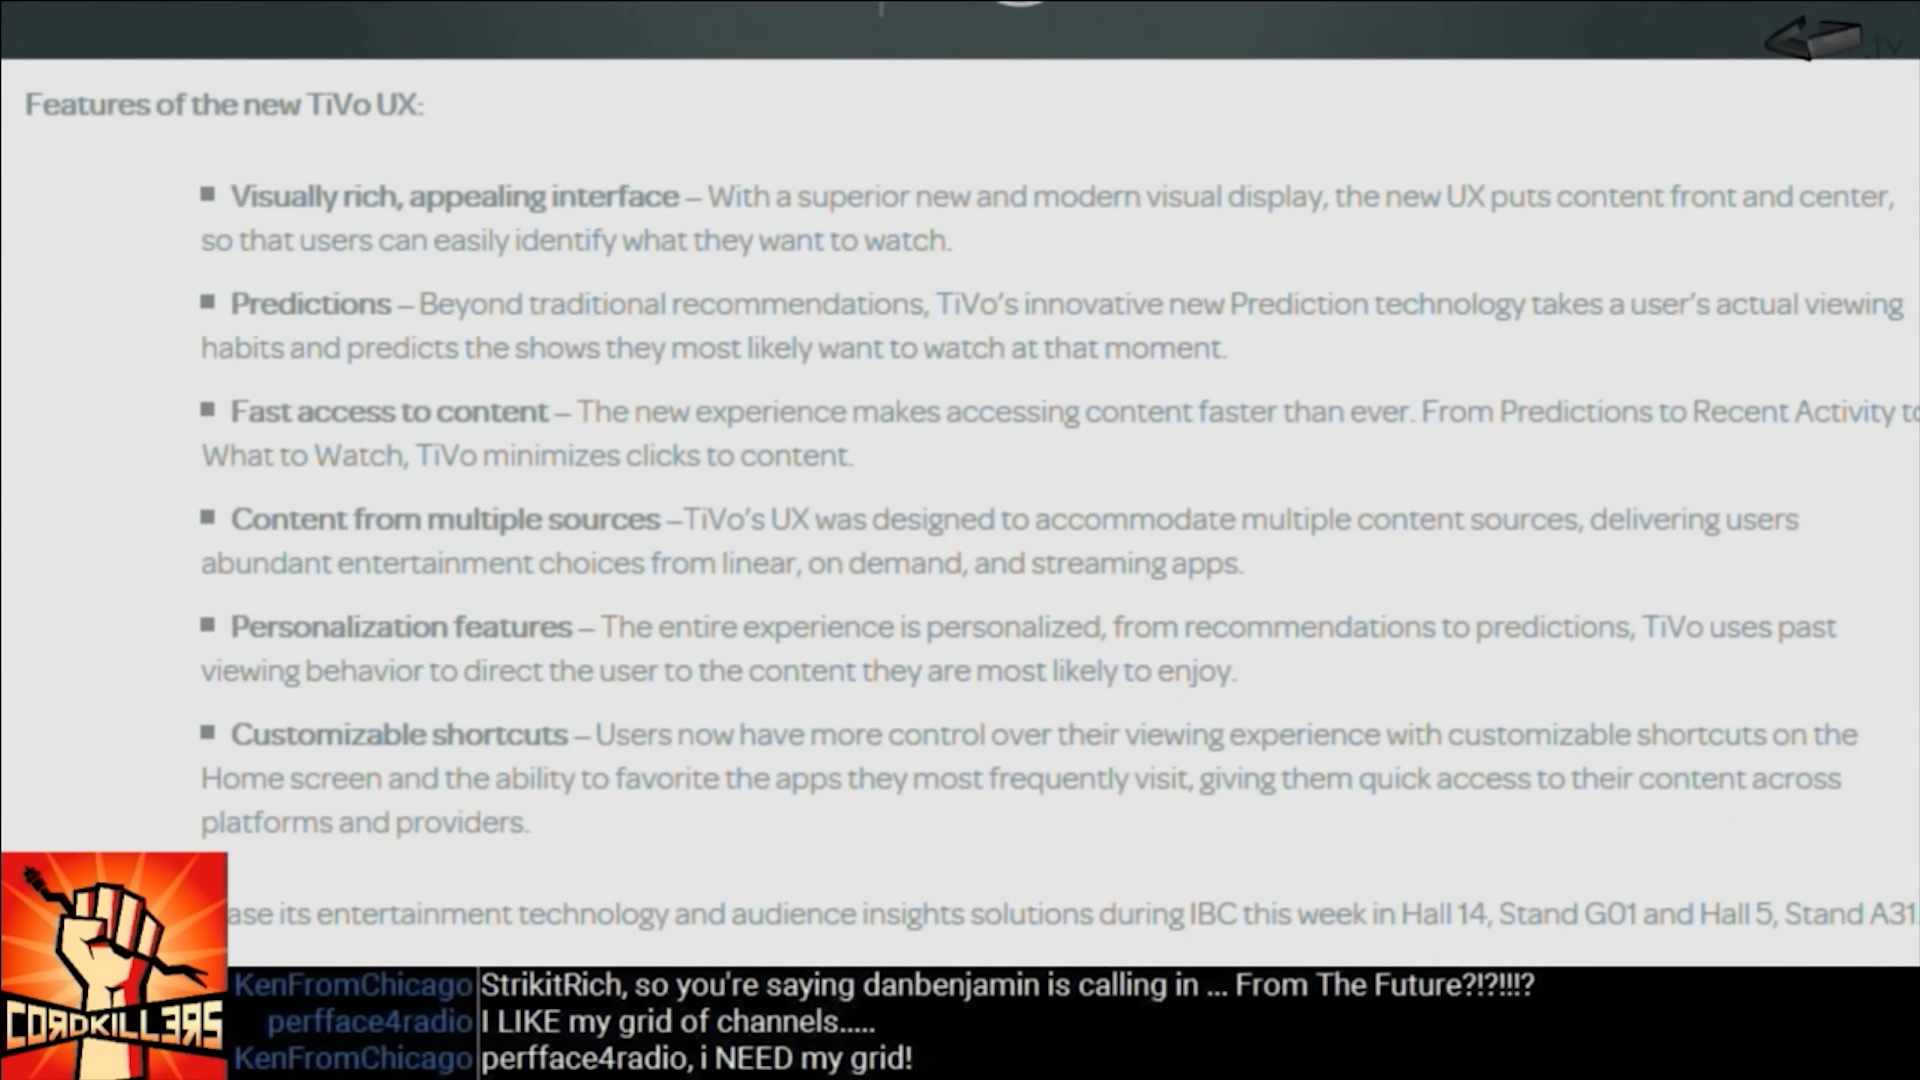 .tv
Features of the new TiVo UX:
■ Visually rich, appealing interface – With a superior new and modern visual display, the new UX puts content front and center,
so that users can easily identify what they want to watch.
■ Predictions – Beyond traditional recommendations, TiVo's innovative new Prediction technology takes a user's actual viewing
habits and predicts the shows they most likely want to watch at that moment.
■ Fast access to content – The new experience makes accessing content faster than ever. From Predictions to Recent Activity to
What to Watch, TiVo minimizes clicks to content.
■ Content from multiple sources –TiVo's UX was designed to accommodate multiple content sources, delivering users
abundant entertainment choices from linear, on demand, and streaming apps.
■ Personalization features – The entire experience is personalized, from recommendations to predictions, TiVo uses past
viewing behavior to direct the user to the content they are most likely to enjoy.
■ Customizable shortcuts – Users now have more control over their viewing experience with customizable shortcuts on the
Home screen and the ability to favorite the apps they most frequently visit, giving them quick access to their content across
platforms and providers.
ase its entertainment technology and audience insights solutions during IBC this week in Hall 14, Stand G01 and Hall 5, Stand A31
CORDKILLERS
KenFromChicago StrikitRich, so you're saying danbenjamin is calling in ... From The Future?!?!!!?
perfface4radio I LIKE my grid of channels.....
KenFromChicago perfface4radio, i NEED my grid!